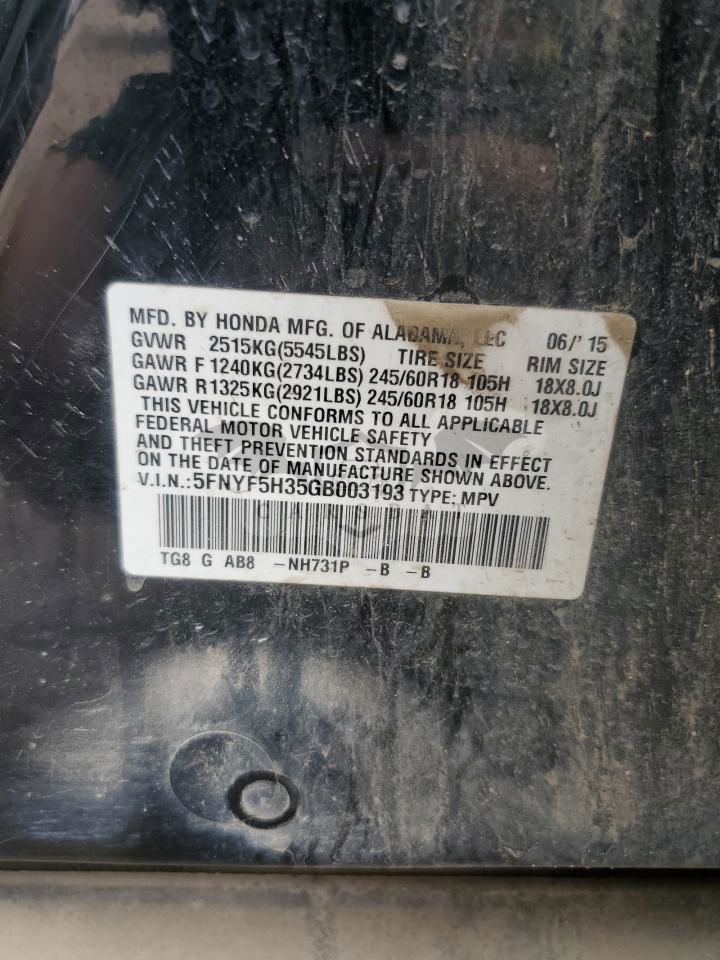 MFD. BY HONDA MFG. OF ALABAMA, LLC 06/'15
GVWR 2515KG(5545LBS) TIRE SIZE RIM SIZE
GAWR F 1240KG(2734LBS) 245/60R18 105H 18X8.0J
GAWR R1325KG(2921LBS) 245/60R18 105H 18X8.0J
THIS VEHICLE CONFORMS TO ALL APPLICABLE
FEDERAL MOTOR VEHICLE SAFETY
AND THEFT PREVENTION STANDARDS IN EFFECT
ON THE DATE OF MANUFACTURE SHOWN ABOVE.
V.I.N.:5FNYF5H35GB003193 TYPE: MPV
TG8 G AB8 -NH731P -B -B